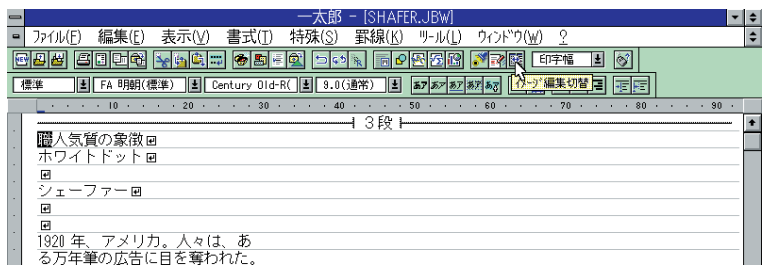 一太郎 - [SHAFER.JBW]
ファイル(F) 編集(E) 表示(V) 書式(T) 特殊(S) 罫線(K) ツール(L) ウィンドウ(W) ?
印字幅
標準 FA 明朝(標準) Century Old-R( 9.0(通常) イメージ編集切替
10 20 30 40 50 60 70 80 90
3段
職人気質の象徴
ホワイトドット
シェーファー
1920 年、アメリカ。人々は、あ
る万年筆の広告に目を奪われた。